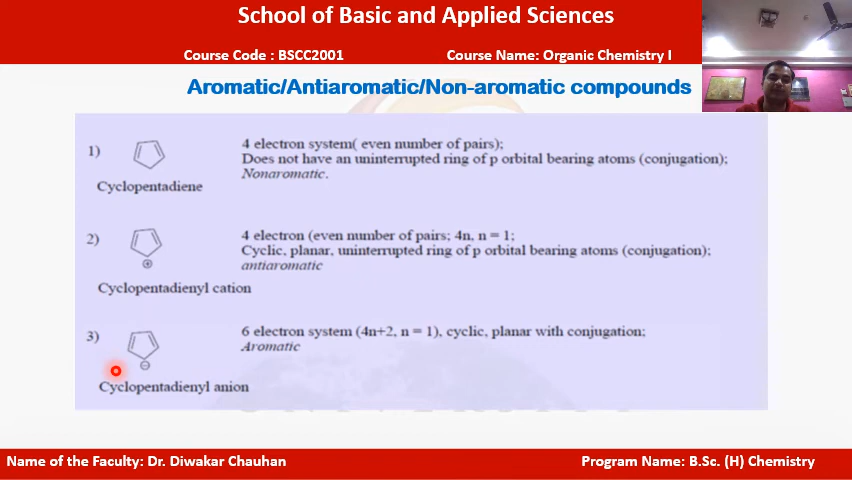 School of Basic and Applied Sciences
Course Code : BSCC2001 Course Name: Organic Chemistry I
Aromatic/Antiaromatic/Non-aromatic compounds
1)
4 electron system( even number of pairs);
Does not have an uninterrupted ring of p orbital bearing atoms (conjugation);
Nonaromatic.
Cyclopentadiene
2)
4 electron (even number of pairs; 4n, n = 1;
Cyclic, planar, uninterrupted ring of p orbital bearing atoms (conjugation);
antiaromatic
⊕
Cyclopentadienyl cation
3)
6 electron system (4n+2, n = 1), cyclic, planar with conjugation;
Aromatic
⊖
Cyclopentadienyl anion
Name of the Faculty: Dr. Diwakar Chauhan Program Name: B.Sc. (H) Chemistry